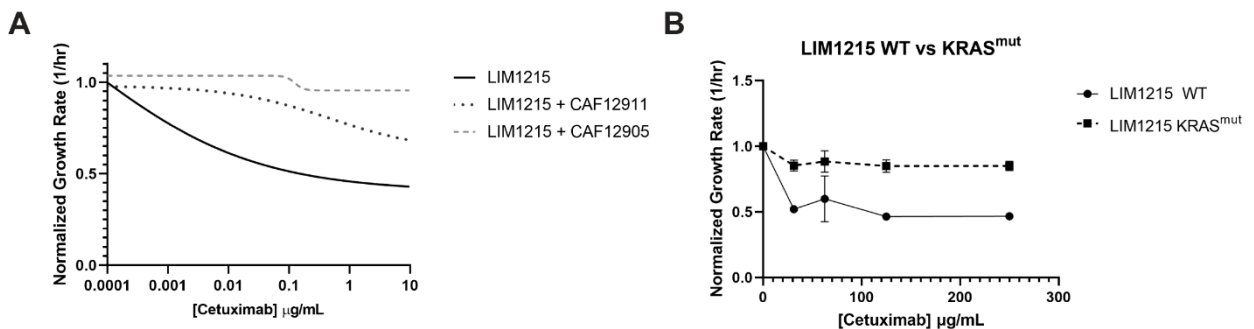 A
Normalized Growth Rate (1/hr)
1.0
0.5
0.0
0.0001 0.001 0.01 0.1 1 10
[Cetuximab] μg/mL
LIM1215
LIM1215 + CAF12911
LIM1215 + CAF12905
B
LIM1215 WT vs KRASmut
Normalized Growth Rate (1/hr)
1.5
1.0
0.5
0.0
0 100 200 300
[Cetuximab] μg/mL
LIM1215 WT
LIM1215 KRASmut